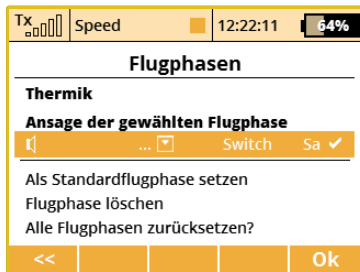 Tx Speed 12:22:11 64%
Flugphasen
Thermik
Ansage der gewählten Flugphase
... Switch Sa ✔
Als Standardflugphase setzen
Flugphase löschen
Alle Flugphasen zurücksetzen?
<< Ok